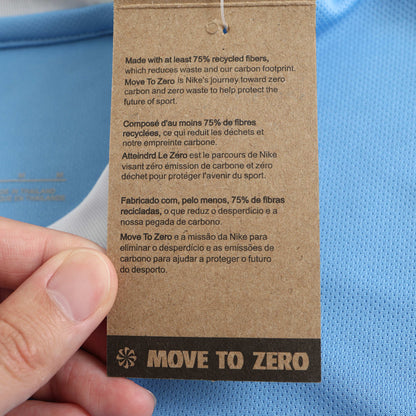 Made with at least 75% recycled fibers,
which reduces waste and our carbon footprint.
Move To Zero is Nike's journey toward zero
carbon and zero waste to help protect the
future of sport.
Composé d'au moins 75% de fibres
recyclées, ce qui réduit les déchets et
notre empreinte carbone.
Atteindrd Le Zéro est le parcours de Nike
visant zéro émission de carbone et zéro
déchet pour protéger l'avenir du sport.
Fabricado com, pelo menos, 75% de fibras
recicladas, o que reduz o desperdício e a
nossa pegada de carbono.
Move To Zero e a missão da Nike para
eliminar o desperdício e as emissões de
carbono para ajudar a proteger o futuro
do desporto.
MOVE TO ZERO